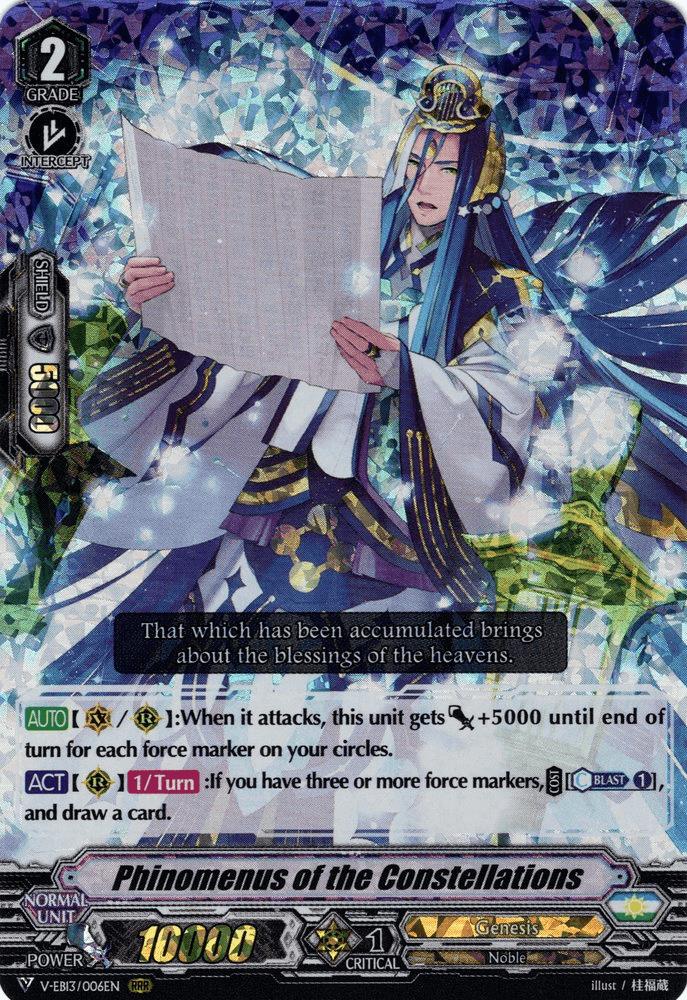 2
GRADE
INTERCEPT
SHIELD
5000
That which has been accumulated brings
about the blessings of the heavens.
AUTO【 V / R 】:When it attacks, this unit gets +5000 until end of
turn for each force marker on your circles.
ACT【 R 】1/Turn :If you have three or more force markers, COST [C BLAST 1],
and draw a card.
Phinomenus of the Constellations
NORMAL
UNIT
Genesis
POWER 10000 1
CRITICAL
Noble
V-EB13/006EN RRR illust / 桂福蔵